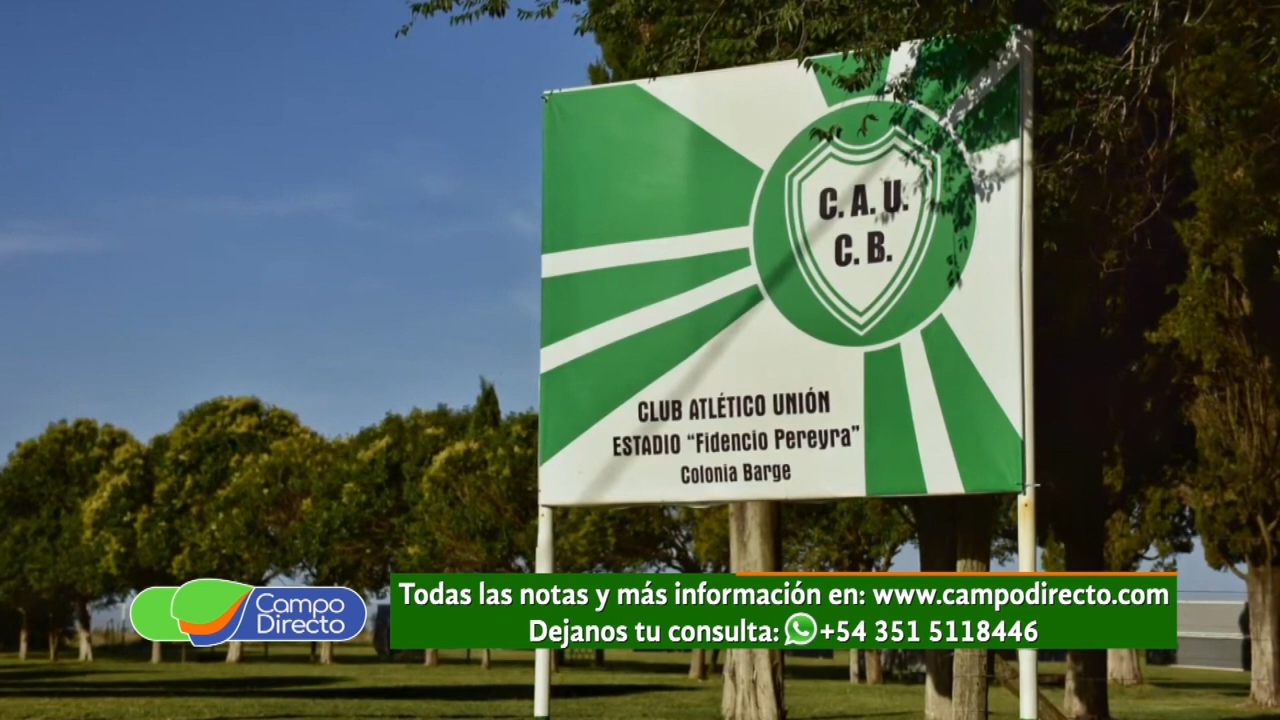 C. A. U.
C. B.
CLUB ATLÉTICO UNIÓN
ESTADIO “Fidencio Pereyra”
Colonia Barge
Campo
Directo
Todas las notas y más información en: www.campodirecto.com
Dejanos tu consulta: +54 351 5118446